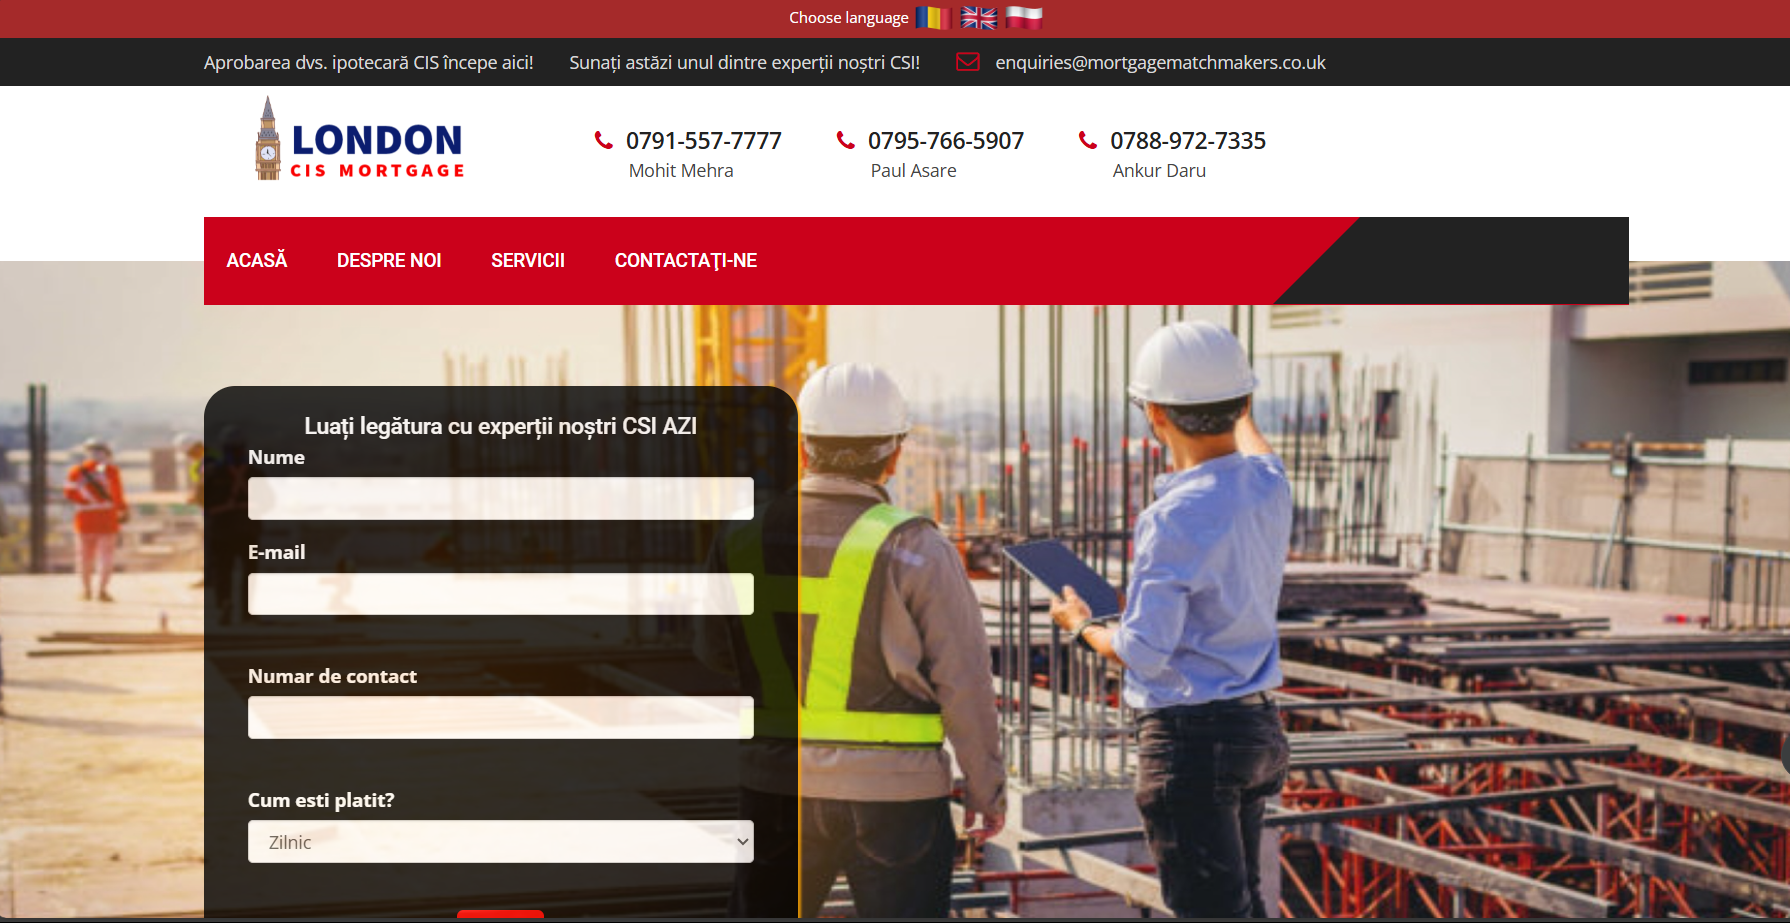 Choose language
Aprobarea dvs. ipotecară CIS începe aici! Sunați astăzi unul dintre experții noștri CSI! enquiries@mortgagematchmakers.co.uk
LONDON
CIS MORTGAGE
0791-557-7777 0795-766-5907 0788-972-7335
Mohit Mehra Paul Asare Ankur Daru
ACASĂ DESPRE NOI SERVICII CONTACTAȚI-NE
Luați legătura cu experții noștri CSI AZI
Nume
E-mail
Numar de contact
Cum esti platit?
Zilnic